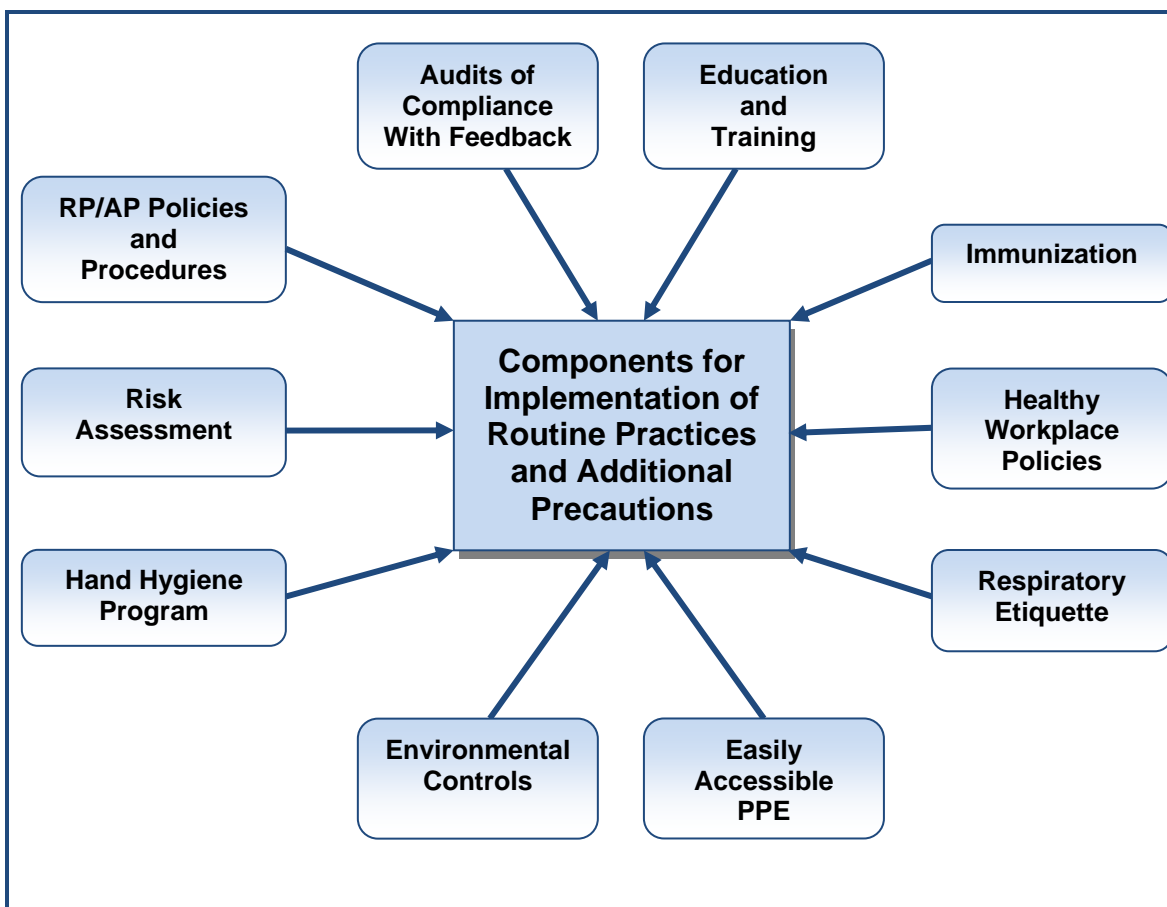 Audits of
Compliance
With Feedback
Education
and
Training
RP/AP Policies
and
Procedures
Immunization
Components for
Implementation of
Routine Practices
and Additional
Precautions
Risk
Assessment
Healthy
Workplace
Policies
Hand Hygiene
Program
Respiratory
Etiquette
Environmental
Controls
Easily
Accessible
PPE